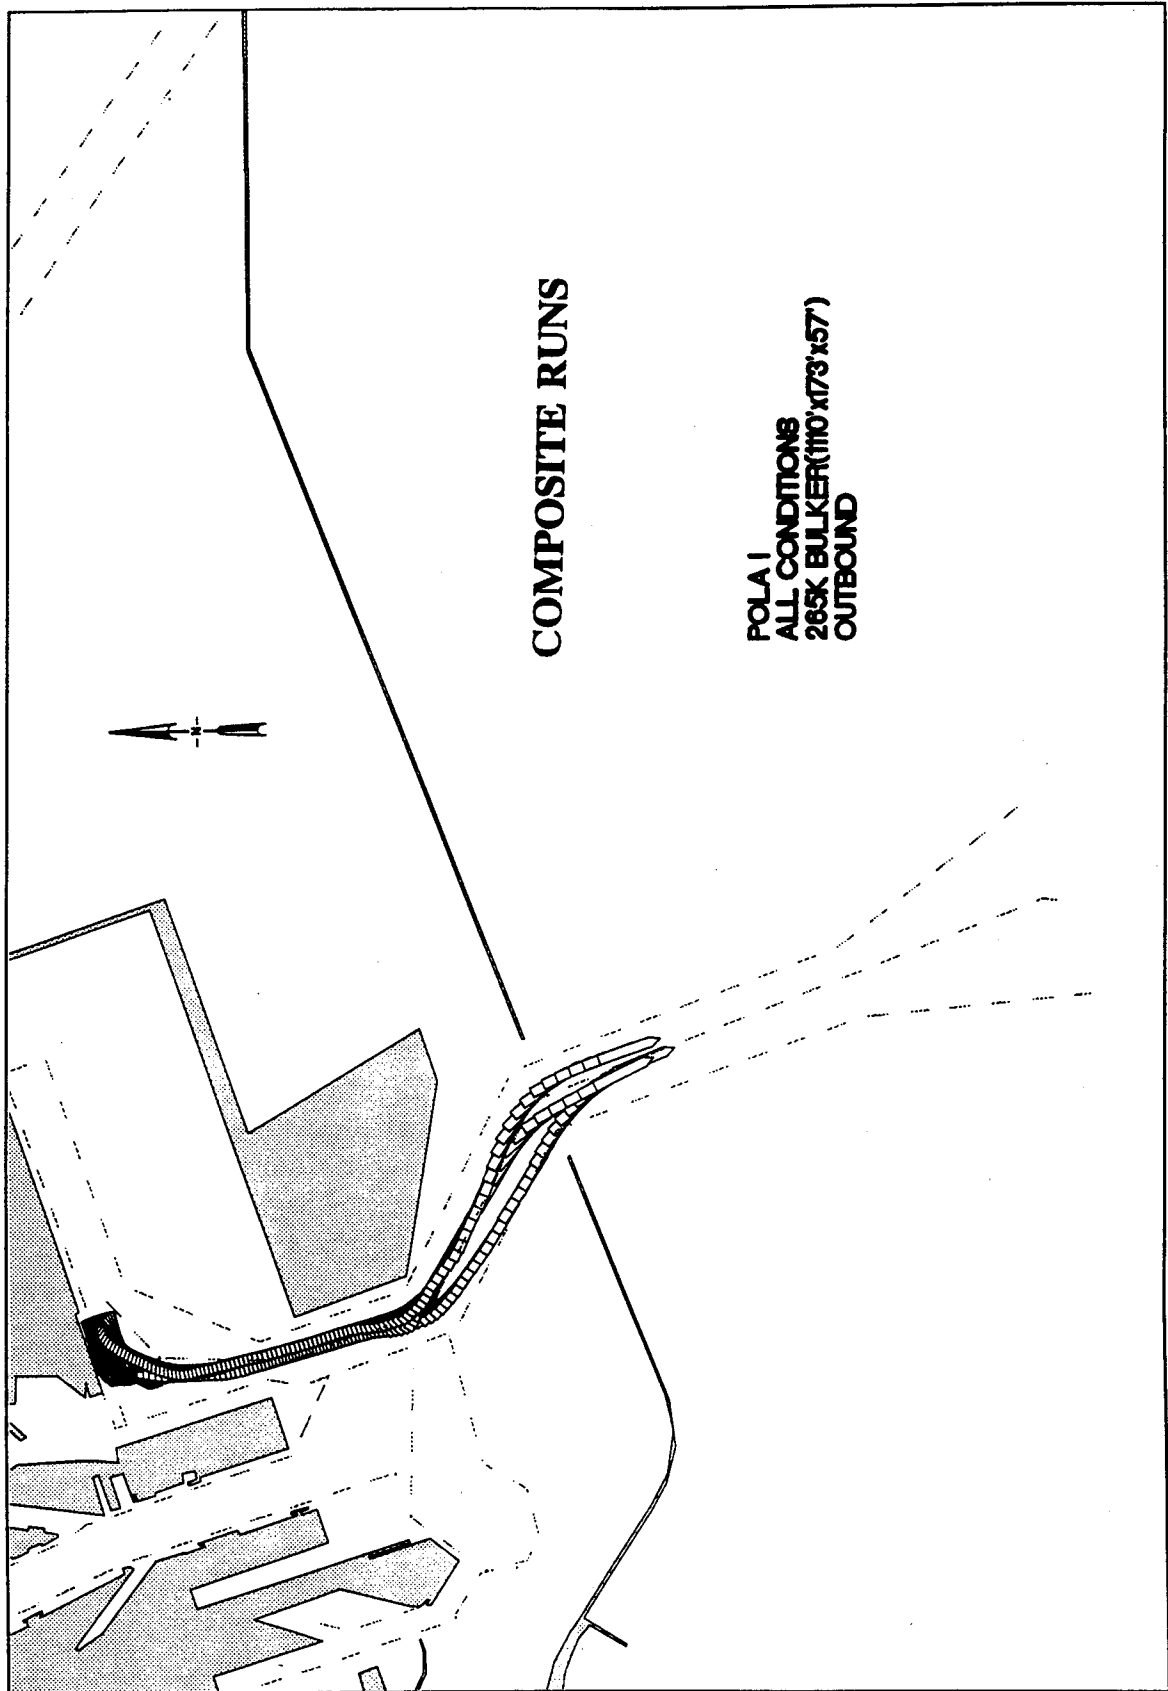 COMPOSITE RUNS
POLA I
ALL CONDITIONS
265K BULKER(1110'x173'x57')
OUTBOUND
N